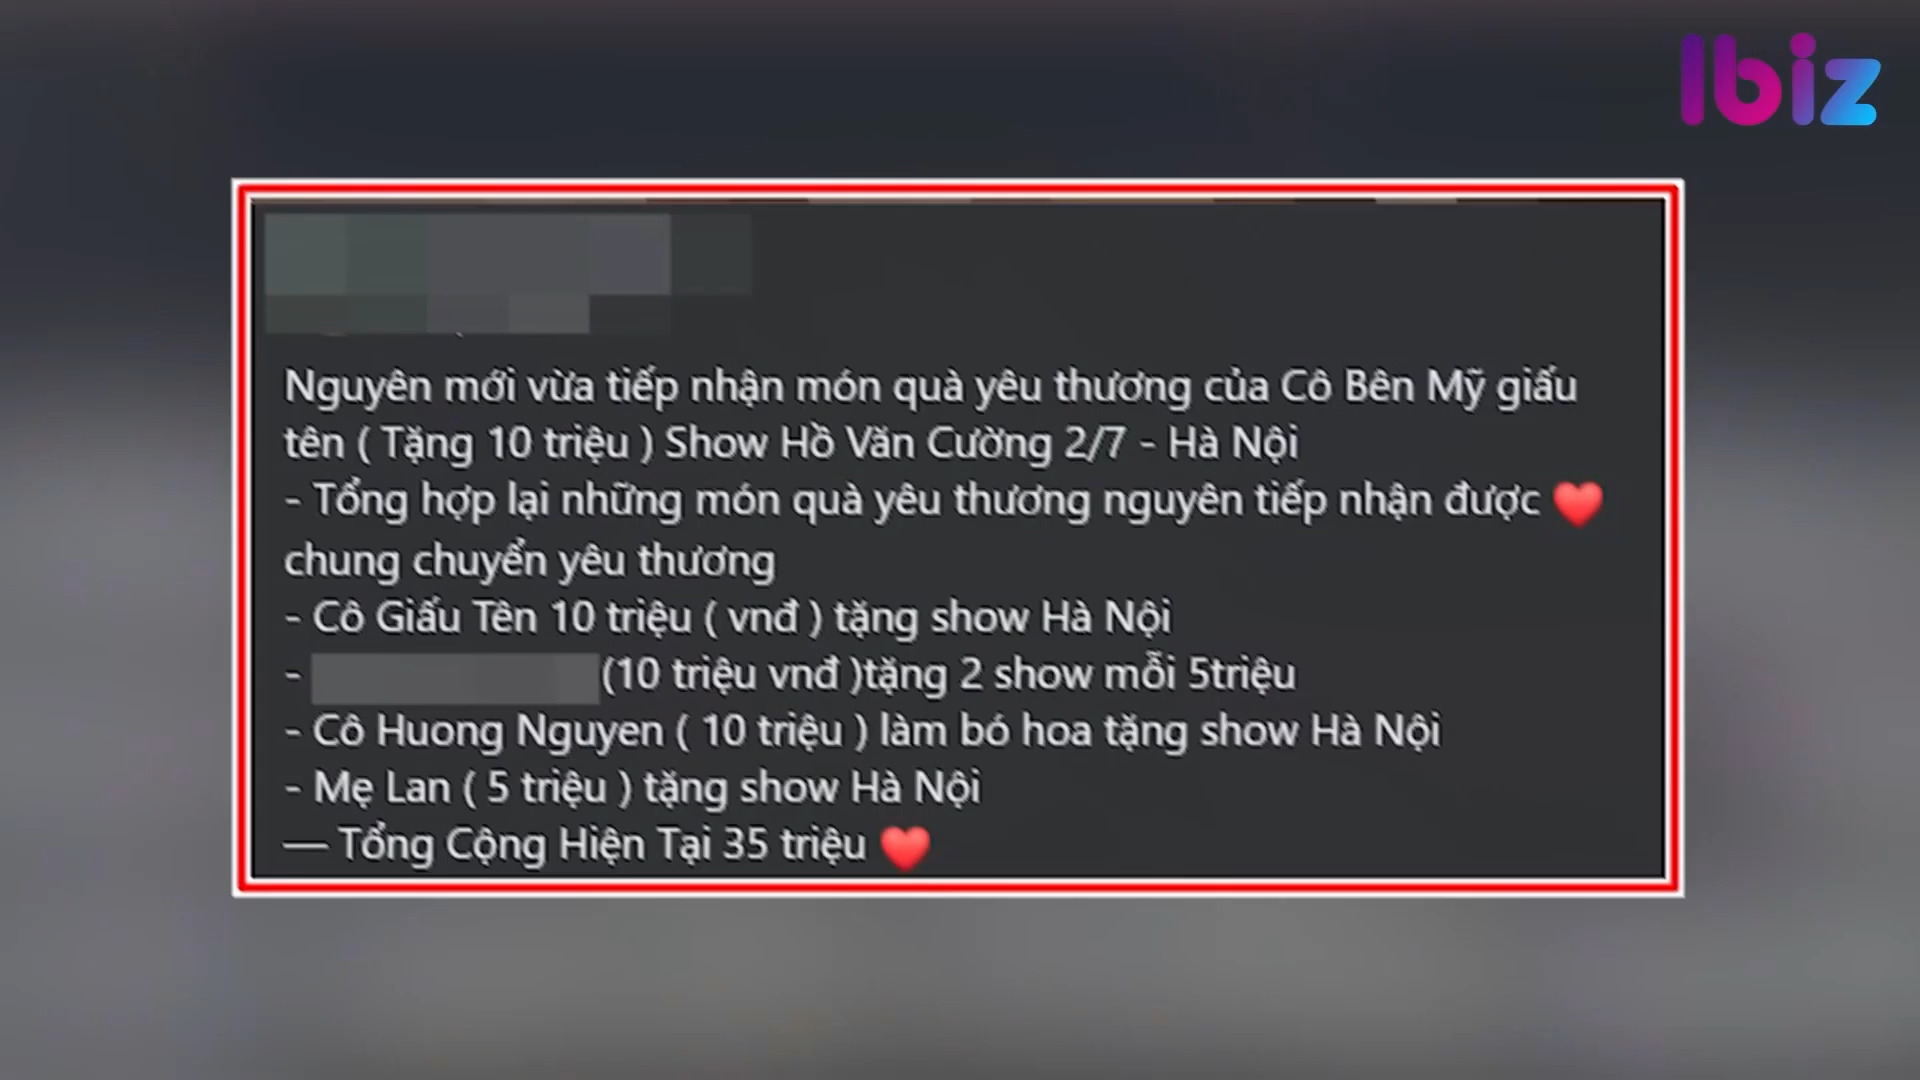 Ibiz
Nguyên mới vừa tiếp nhận món quà yêu thương của Cô Bên Mỹ giấu
tên ( Tặng 10 triệu ) Show Hồ Văn Cường 2/7 - Hà Nội
- Tổng hợp lại những món quà yêu thương nguyên tiếp nhận được ❤️
chung chuyển yêu thương
- Cô Giấu Tên 10 triệu ( vnđ ) tặng show Hà Nội
- (10 triệu vnđ )tặng 2 show mỗi 5triệu
- Cô Huong Nguyen ( 10 triệu ) làm bó hoa tặng show Hà Nội
- Mẹ Lan ( 5 triệu ) tặng show Hà Nội
— Tổng Cộng Hiện Tại 35 triệu ❤️